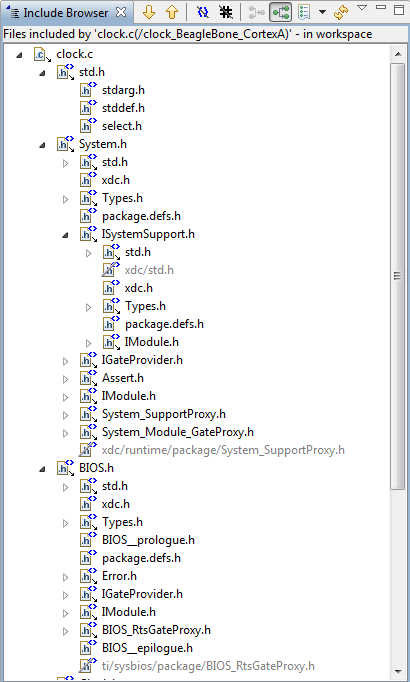 Include Browser
Files included by 'clock.c(/clock_BeagleBone_CortexA)' - in workspace
clock.c
std.h
stdarg.h
stddef.h
select.h
System.h
std.h
xdc.h
Types.h
package.defs.h
ISystemSupport.h
std.h
xdc/std.h
xdc.h
Types.h
package.defs.h
IModule.h
IGateProvider.h
Assert.h
IModule.h
System_SupportProxy.h
System_Module_GateProxy.h
xdc/runtime/package/System_SupportProxy.h
BIOS.h
std.h
xdc.h
Types.h
BIOS__prologue.h
package.defs.h
Error.h
IGateProvider.h
IModule.h
BIOS_RtsGateProxy.h
BIOS__epilogue.h
ti/sysbios/package/BIOS_RtsGateProxy.h